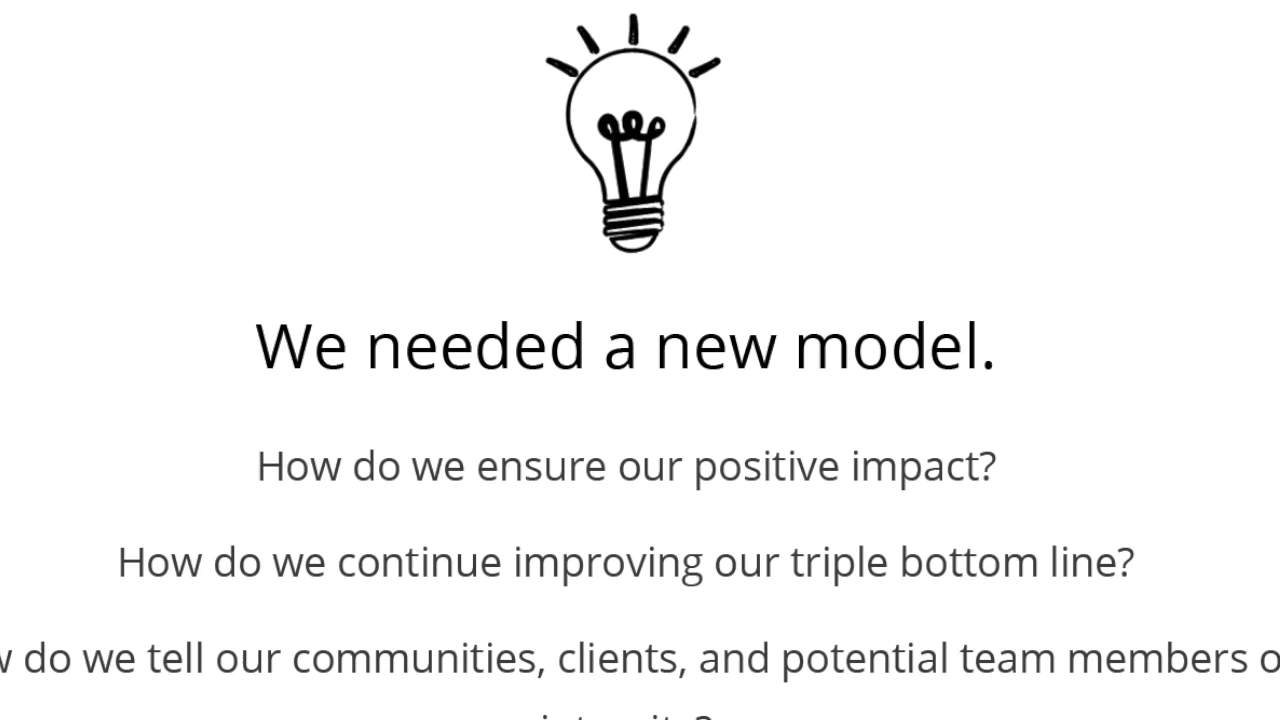 We needed a new model.
How do we ensure our positive impact?
How do we continue improving our triple bottom line?
do we tell our communities, clients, and potential team members